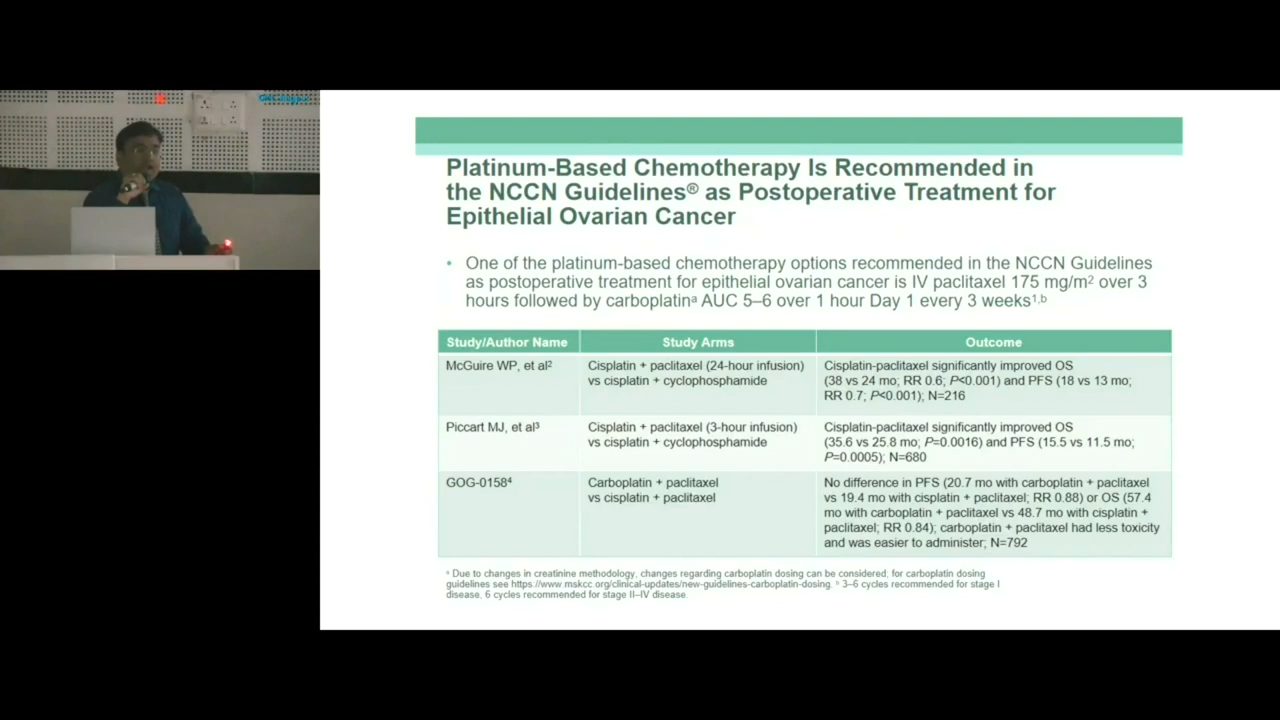 Platinum-Based Chemotherapy Is Recommended in
the NCCN Guidelines® as Postoperative Treatment for
Epithelial Ovarian Cancer
• One of the platinum-based chemotherapy options recommended in the NCCN Guidelines
as postoperative treatment for epithelial ovarian cancer is IV paclitaxel 175 mg/m² over 3
hours followed by carboplatinᵃ AUC 5–6 over 1 hour Day 1 every 3 weeks¹,ᵇ
Study/Author Name Study Arms Outcome
McGuire WP, et al²
Cisplatin + paclitaxel (24-hour infusion)
vs cisplatin + cyclophosphamide
Cisplatin-paclitaxel significantly improved OS
(38 vs 24 mo; RR 0.6; P<0.001) and PFS (18 vs 13 mo;
RR 0.7; P<0.001); N=216
Piccart MJ, et al³
Cisplatin + paclitaxel (3-hour infusion)
vs cisplatin + cyclophosphamide
Cisplatin-paclitaxel significantly improved OS
(35.6 vs 25.8 mo; P=0.0016) and PFS (15.5 vs 11.5 mo;
P=0.0005); N=680
GOG-0158⁴
Carboplatin + paclitaxel
vs cisplatin + paclitaxel
No difference in PFS (20.7 mo with carboplatin + paclitaxel
vs 19.4 mo with cisplatin + paclitaxel; RR 0.88) or OS (57.4
mo with carboplatin + paclitaxel vs 48.7 mo with cisplatin +
paclitaxel; RR 0.84); carboplatin + paclitaxel had less toxicity
and was easier to administer; N=792
ᵃ Due to changes in creatinine methodology, changes regarding carboplatin dosing can be considered, for carboplatin dosing
guidelines see https://www.mskcc.org/clinical-updates/new-guidelines-carboplatin-dosing. ᵇ 3–6 cycles recommended for stage I
disease, 6 cycles recommended for stage II–IV disease.